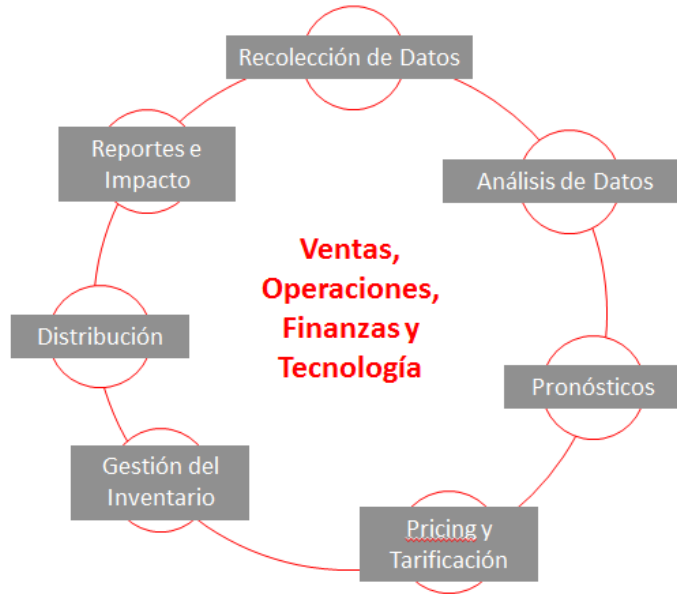 Recolección de Datos
Análisis de Datos
Pronósticos
Pricing y
Tarificación
Gestión del
Inventario
Distribución
Reportes e
Impacto
Ventas,
Operaciones,
Finanzas y
Tecnología